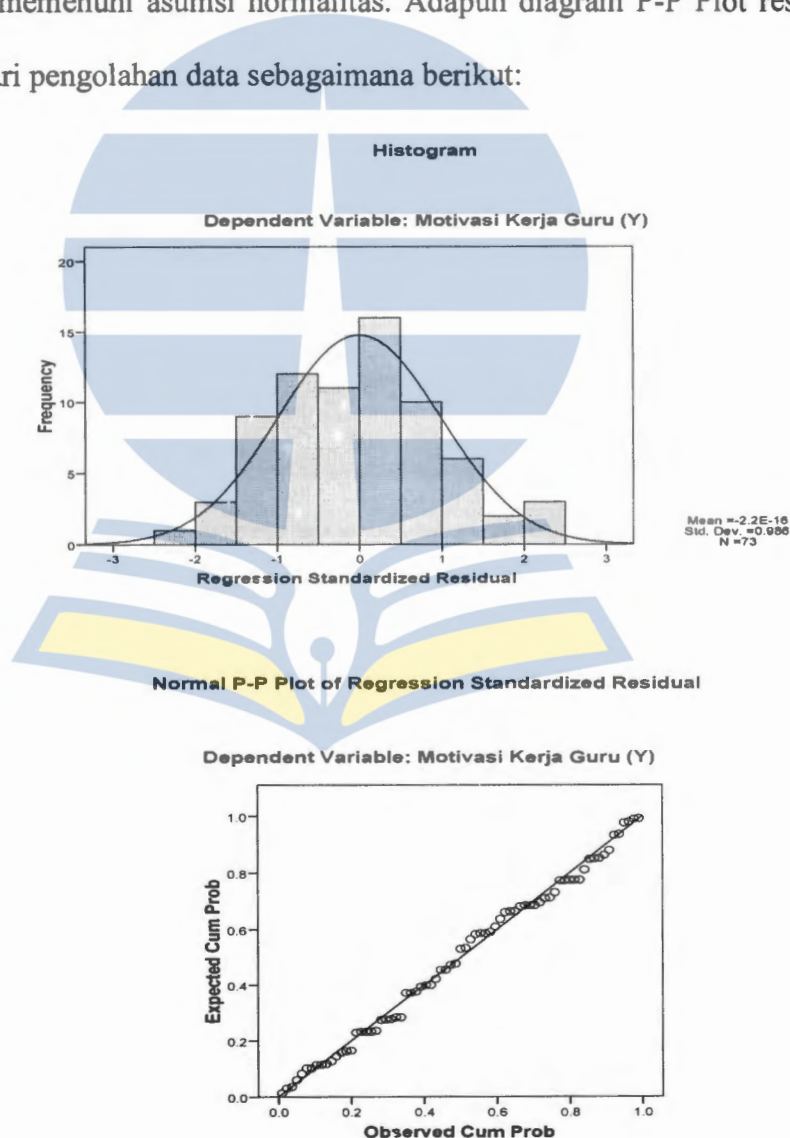 memenuhi asumsi normalitas. Adapun diagram P-P Plot res
ri pengolahan data sebagaimana berikut:
Histogram
Dependent Variable: Motivasi Kerja Guru (Y)
20
15
10
5
0
Frequency
-3 -2 -1 0 1 2 3
Regression Standardized Residual
Mean =-2.2E-16
Std. Dev. =0.986
N =73
Normal P-P Plot of Regression Standardized Residual
Dependent Variable: Motivasi Kerja Guru (Y)
1.0
0.8
0.6
0.4
0.2
0.0
Expected Cum Prob
0.0 0.2 0.4 0.6 0.8 1.0
Observed Cum Prob